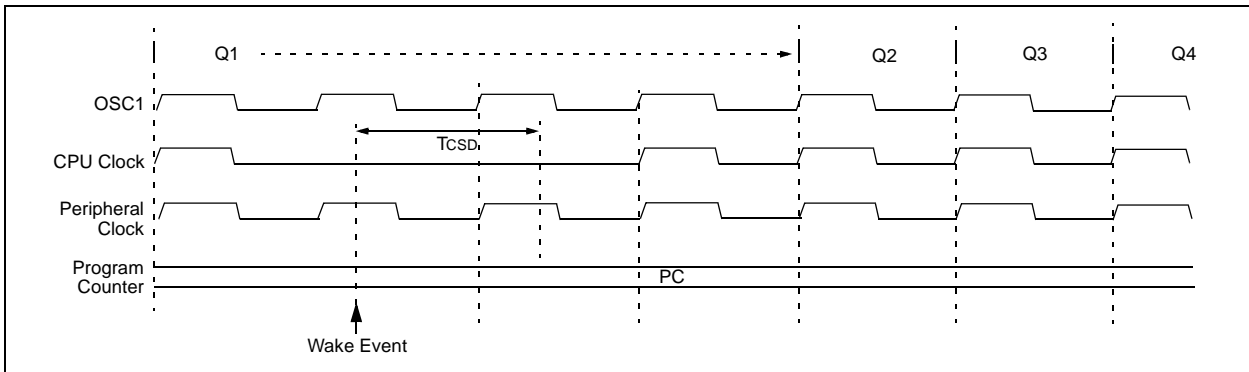 Q1
Q2
Q3
Q4
OSC1
TCSD
CPU Clock
Peripheral
Clock
Program
Counter
PC
Wake Event